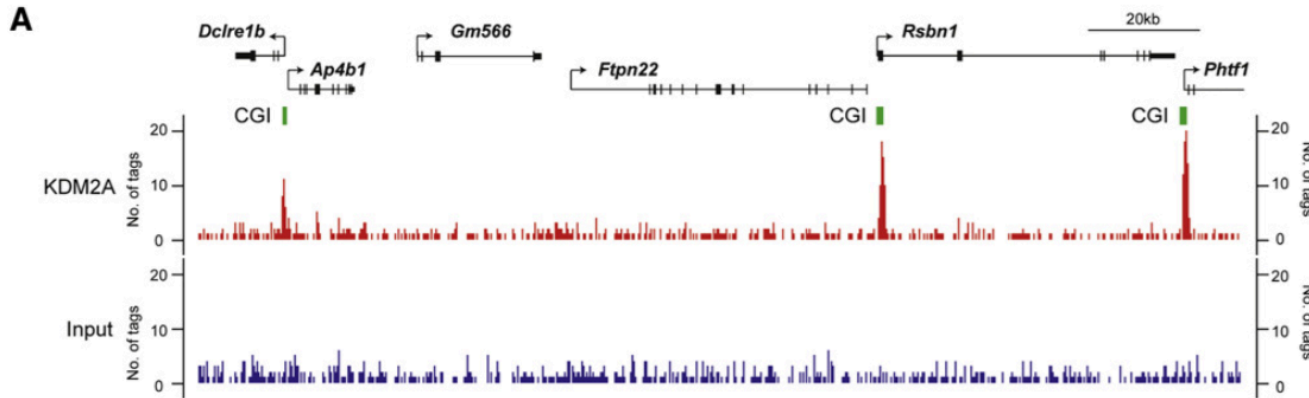 A
20kb
Dclre1b
Gm566
Rsbn1
Ap4b1
Ftpn22
Phtf1
CGI
CGI
CGI
KDM2A
No. of tags
20
10
0
20
10
0
No. of tags
Input
No. of tags
20
10
0
20
10
0
No. of tags